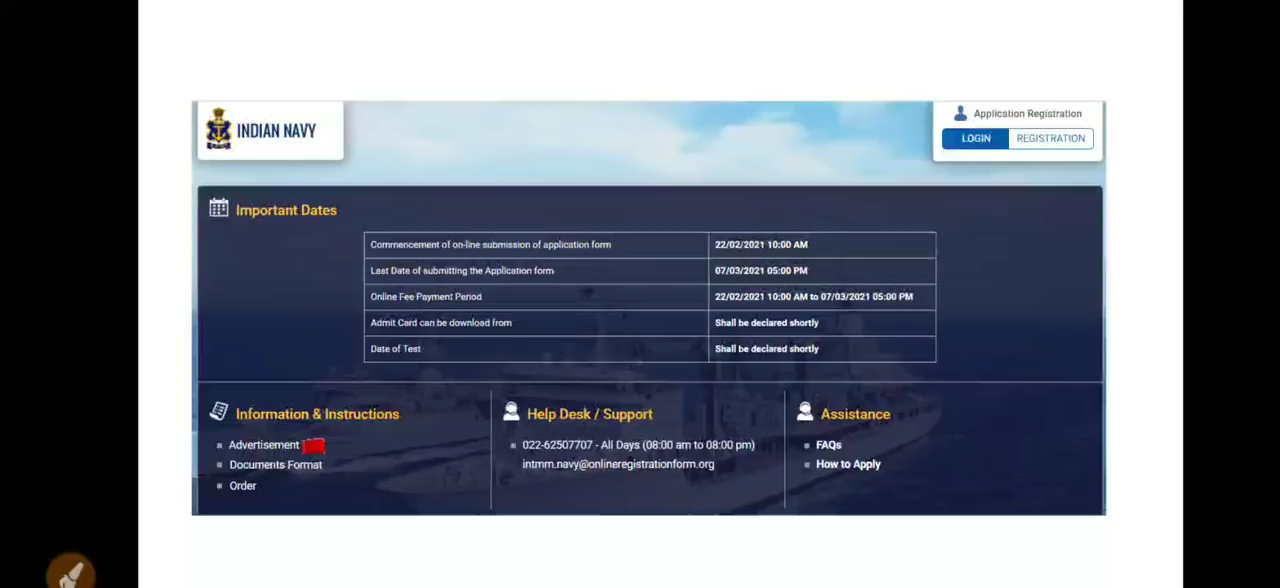 INDIAN NAVY
Application Registration
LOGIN REGISTRATION
Important Dates
Commencement of on-line submission of application form 22/02/2021 10:00 AM
Last Date of submitting the Application form 07/03/2021 05:00 PM
Online Fee Payment Period 22/02/2021 10:00 AM to 07/03/2021 05:00 PM
Admit Card can be download from Shall be declared shortly
Date of Test Shall be declared shortly
Information & Instructions
Advertisement
Documents Format
Order
Help Desk / Support
022-62507707 - All Days (08:00 am to 08:00 pm)
intmm.navy@onlineregistrationform.org
Assistance
FAQs
How to Apply